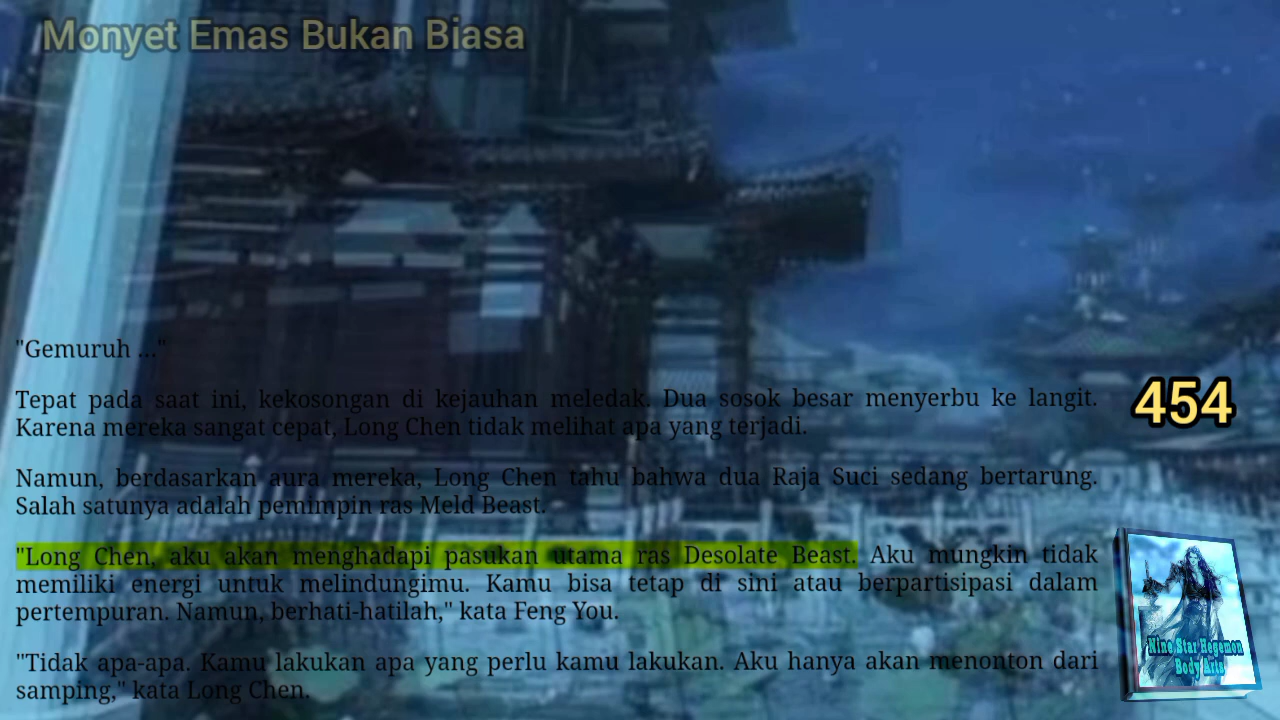 Monyet Emas Bukan Biasa
"Gemuruh ..."
Tepat pada saat ini, kekosongan di kejauhan meledak. Dua sosok besar menyerbu ke langit.
Karena mereka sangat cepat, Long Chen tidak melihat apa yang terjadi.
454
Namun, berdasarkan aura mereka, Long Chen tahu bahwa dua Raja Suci sedang bertarung.
Salah satunya adalah pemimpin ras Meld Beast.
"Long Chen, aku akan menghadapi pasukan utama ras Desolate Beast. Aku mungkin tidak
memiliki energi untuk melindungimu. Kamu bisa tetap di sini atau berpartisipasi dalam
pertempuran. Namun, berhati-hatilah," kata Feng You.
"Tidak apa-apa. Kamu lakukan apa yang perlu kamu lakukan. Aku hanya akan menonton dari
samping," kata Long Chen.
Nine Star Hegemon
Body Arts